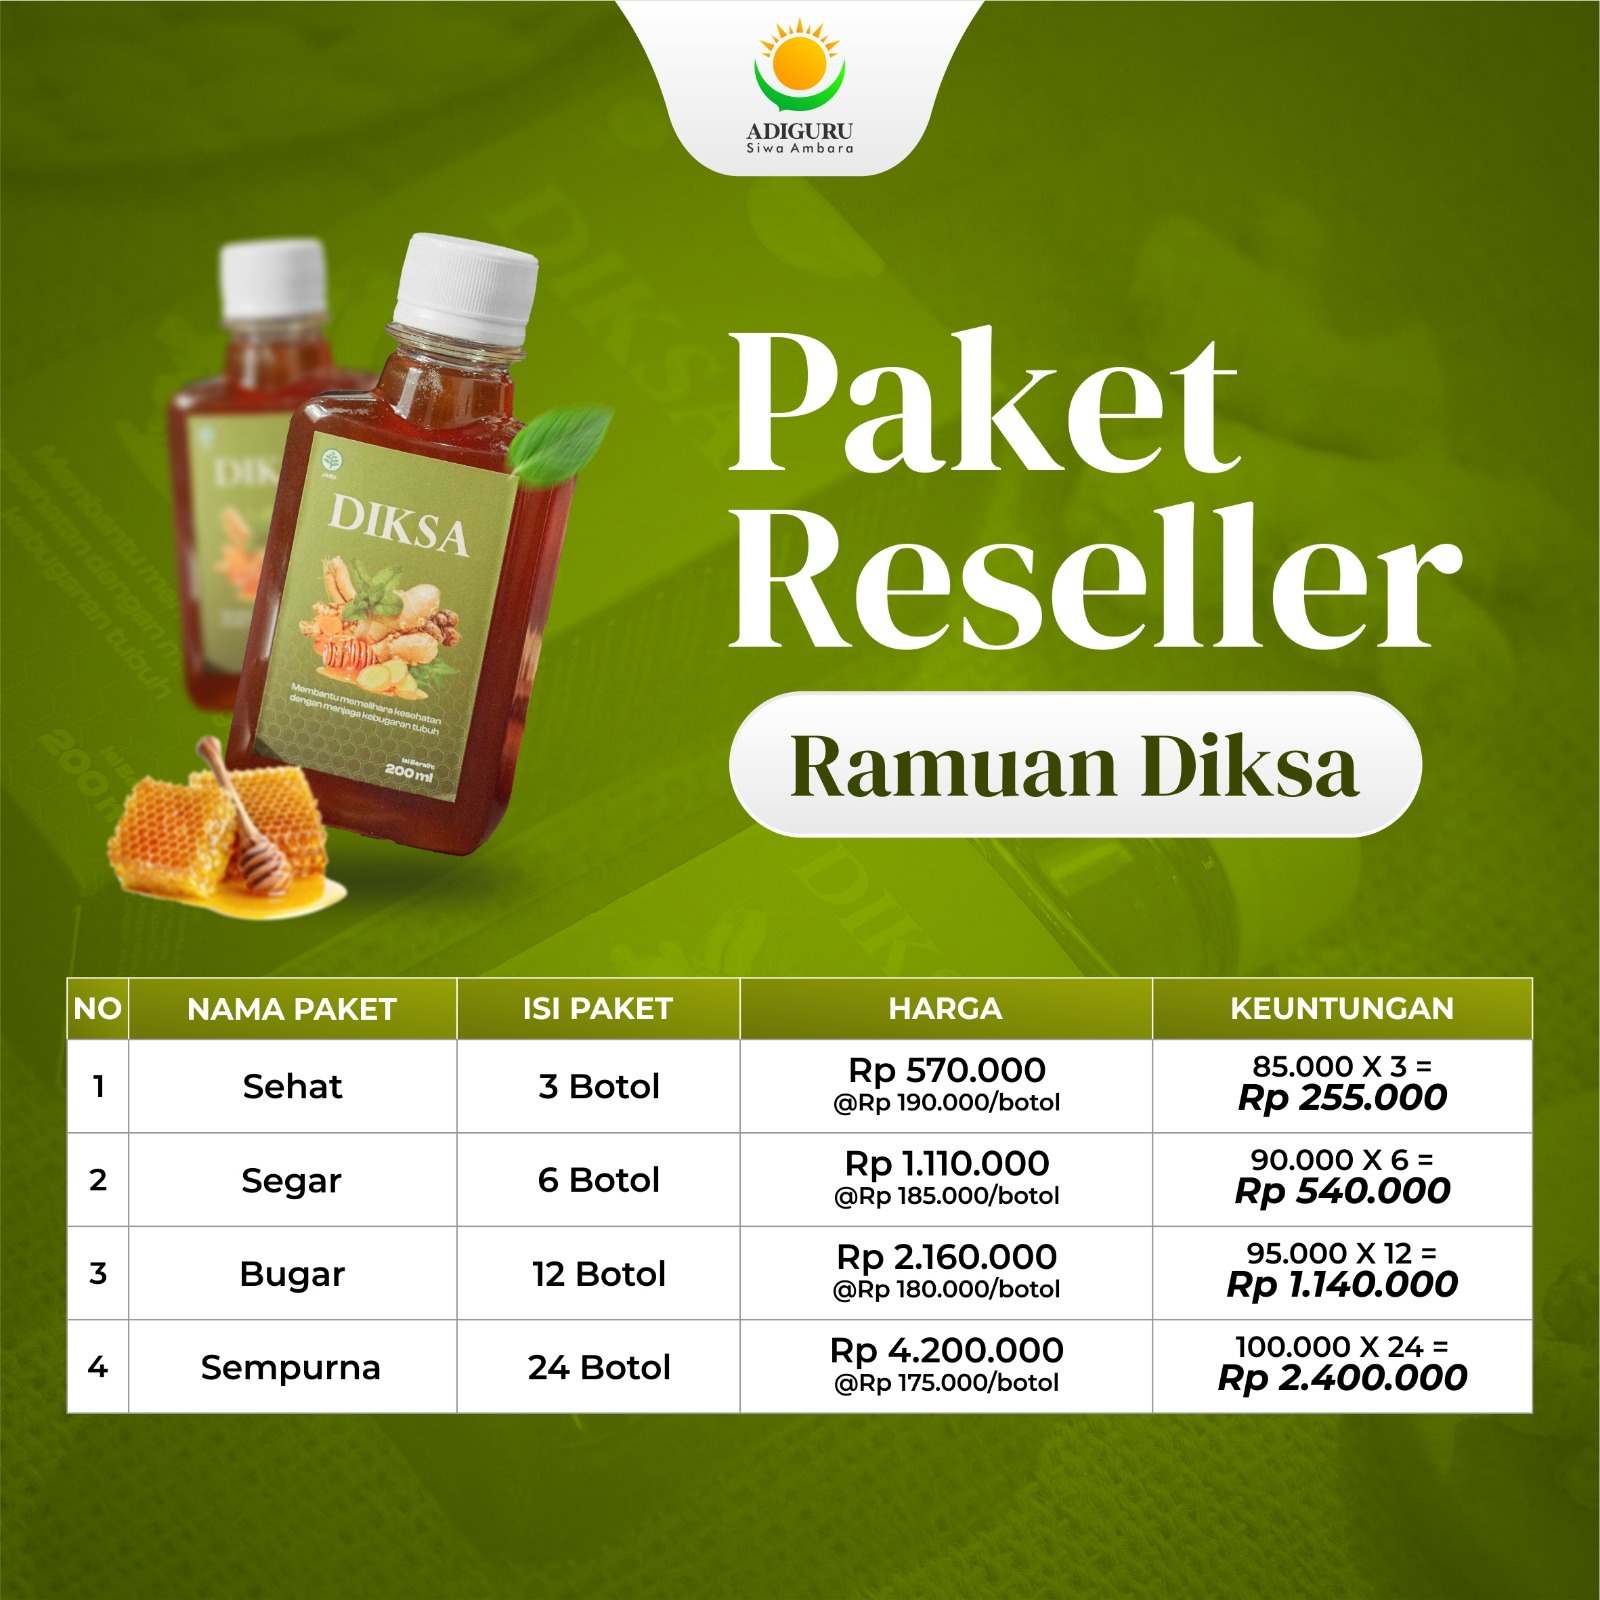 ADIGURU
Siwa Ambara
Paket
Reseller
Ramuan Diksa
JAMU
DIKSA
Membantu memelihara kesehatan
dengan menjaga kebugaran tubuh
Isi Bersih:
200 ml
DIK
NO NAMA PAKET ISI PAKET HARGA KEUNTUNGAN
1 Sehat 3 Botol Rp 570.000 85.000 X 3 =
@Rp 190.000/botol Rp 255.000
2 Segar 6 Botol Rp 1.110.000 90.000 X 6 =
@Rp 185.000/botol Rp 540.000
3 Bugar 12 Botol Rp 2.160.000 95.000 X 12 =
@Rp 180.000/botol Rp 1.140.000
4 Sempurna 24 Botol Rp 4.200.000 100.000 X 24 =
@Rp 175.000/botol Rp 2.400.000